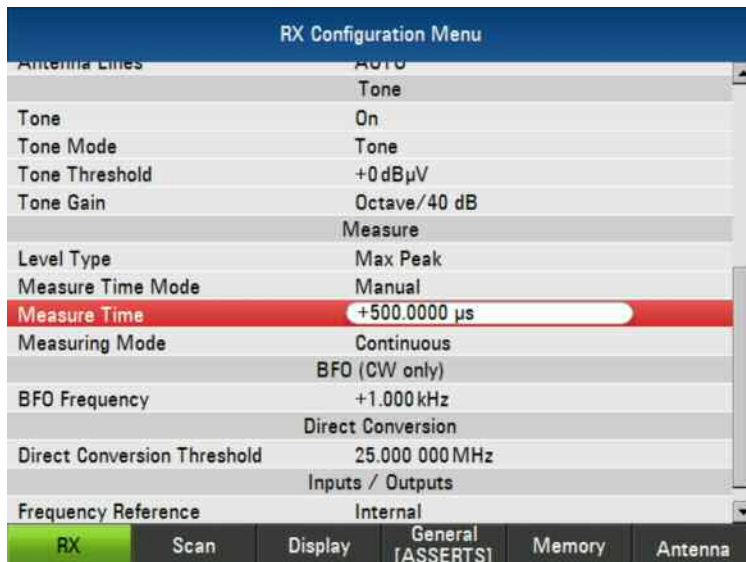 RX Configuration Menu
Antenna Lines AUTO
Tone
Tone On
Tone Mode Tone
Tone Threshold +0 dBµV
Tone Gain Octave/40 dB
Measure
Level Type Max Peak
Measure Time Mode Manual
Measure Time +500.0000 µs
Measuring Mode Continuous
BFO (CW only)
BFO Frequency +1.000 kHz
Direct Conversion
Direct Conversion Threshold 25.000 000 MHz
Inputs / Outputs
Frequency Reference Internal
RX Scan Display General [ASSERTS] Memory Antenna